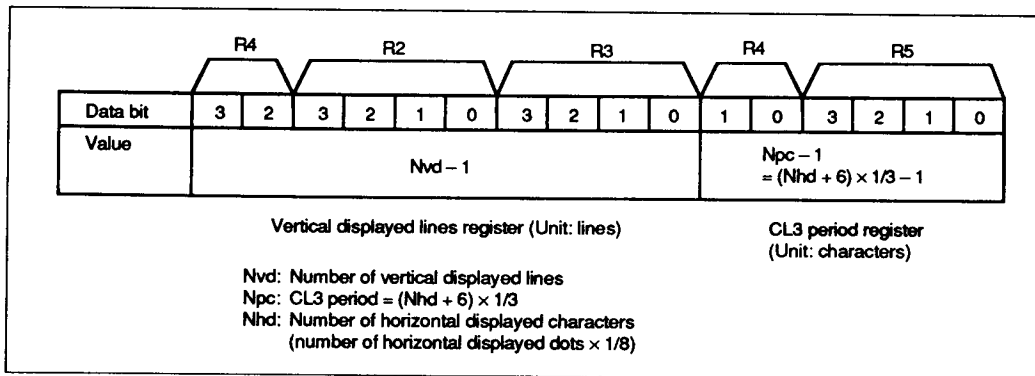 R4 R2 R3 R4 R5
Data bit 3 2 3 2 1 0 3 2 1 0 1 0 3 2 1 0
Value
Nvd – 1
Npc – 1
= (Nhd + 6) × 1/3 – 1
Vertical displayed lines register (Unit: lines)
CL3 period register
(Unit: characters)
Nvd: Number of vertical displayed lines
Npc: CL3 period = (Nhd + 6) × 1/3
Nhd: Number of horizontal displayed characters
(number of horizontal displayed dots × 1/8)